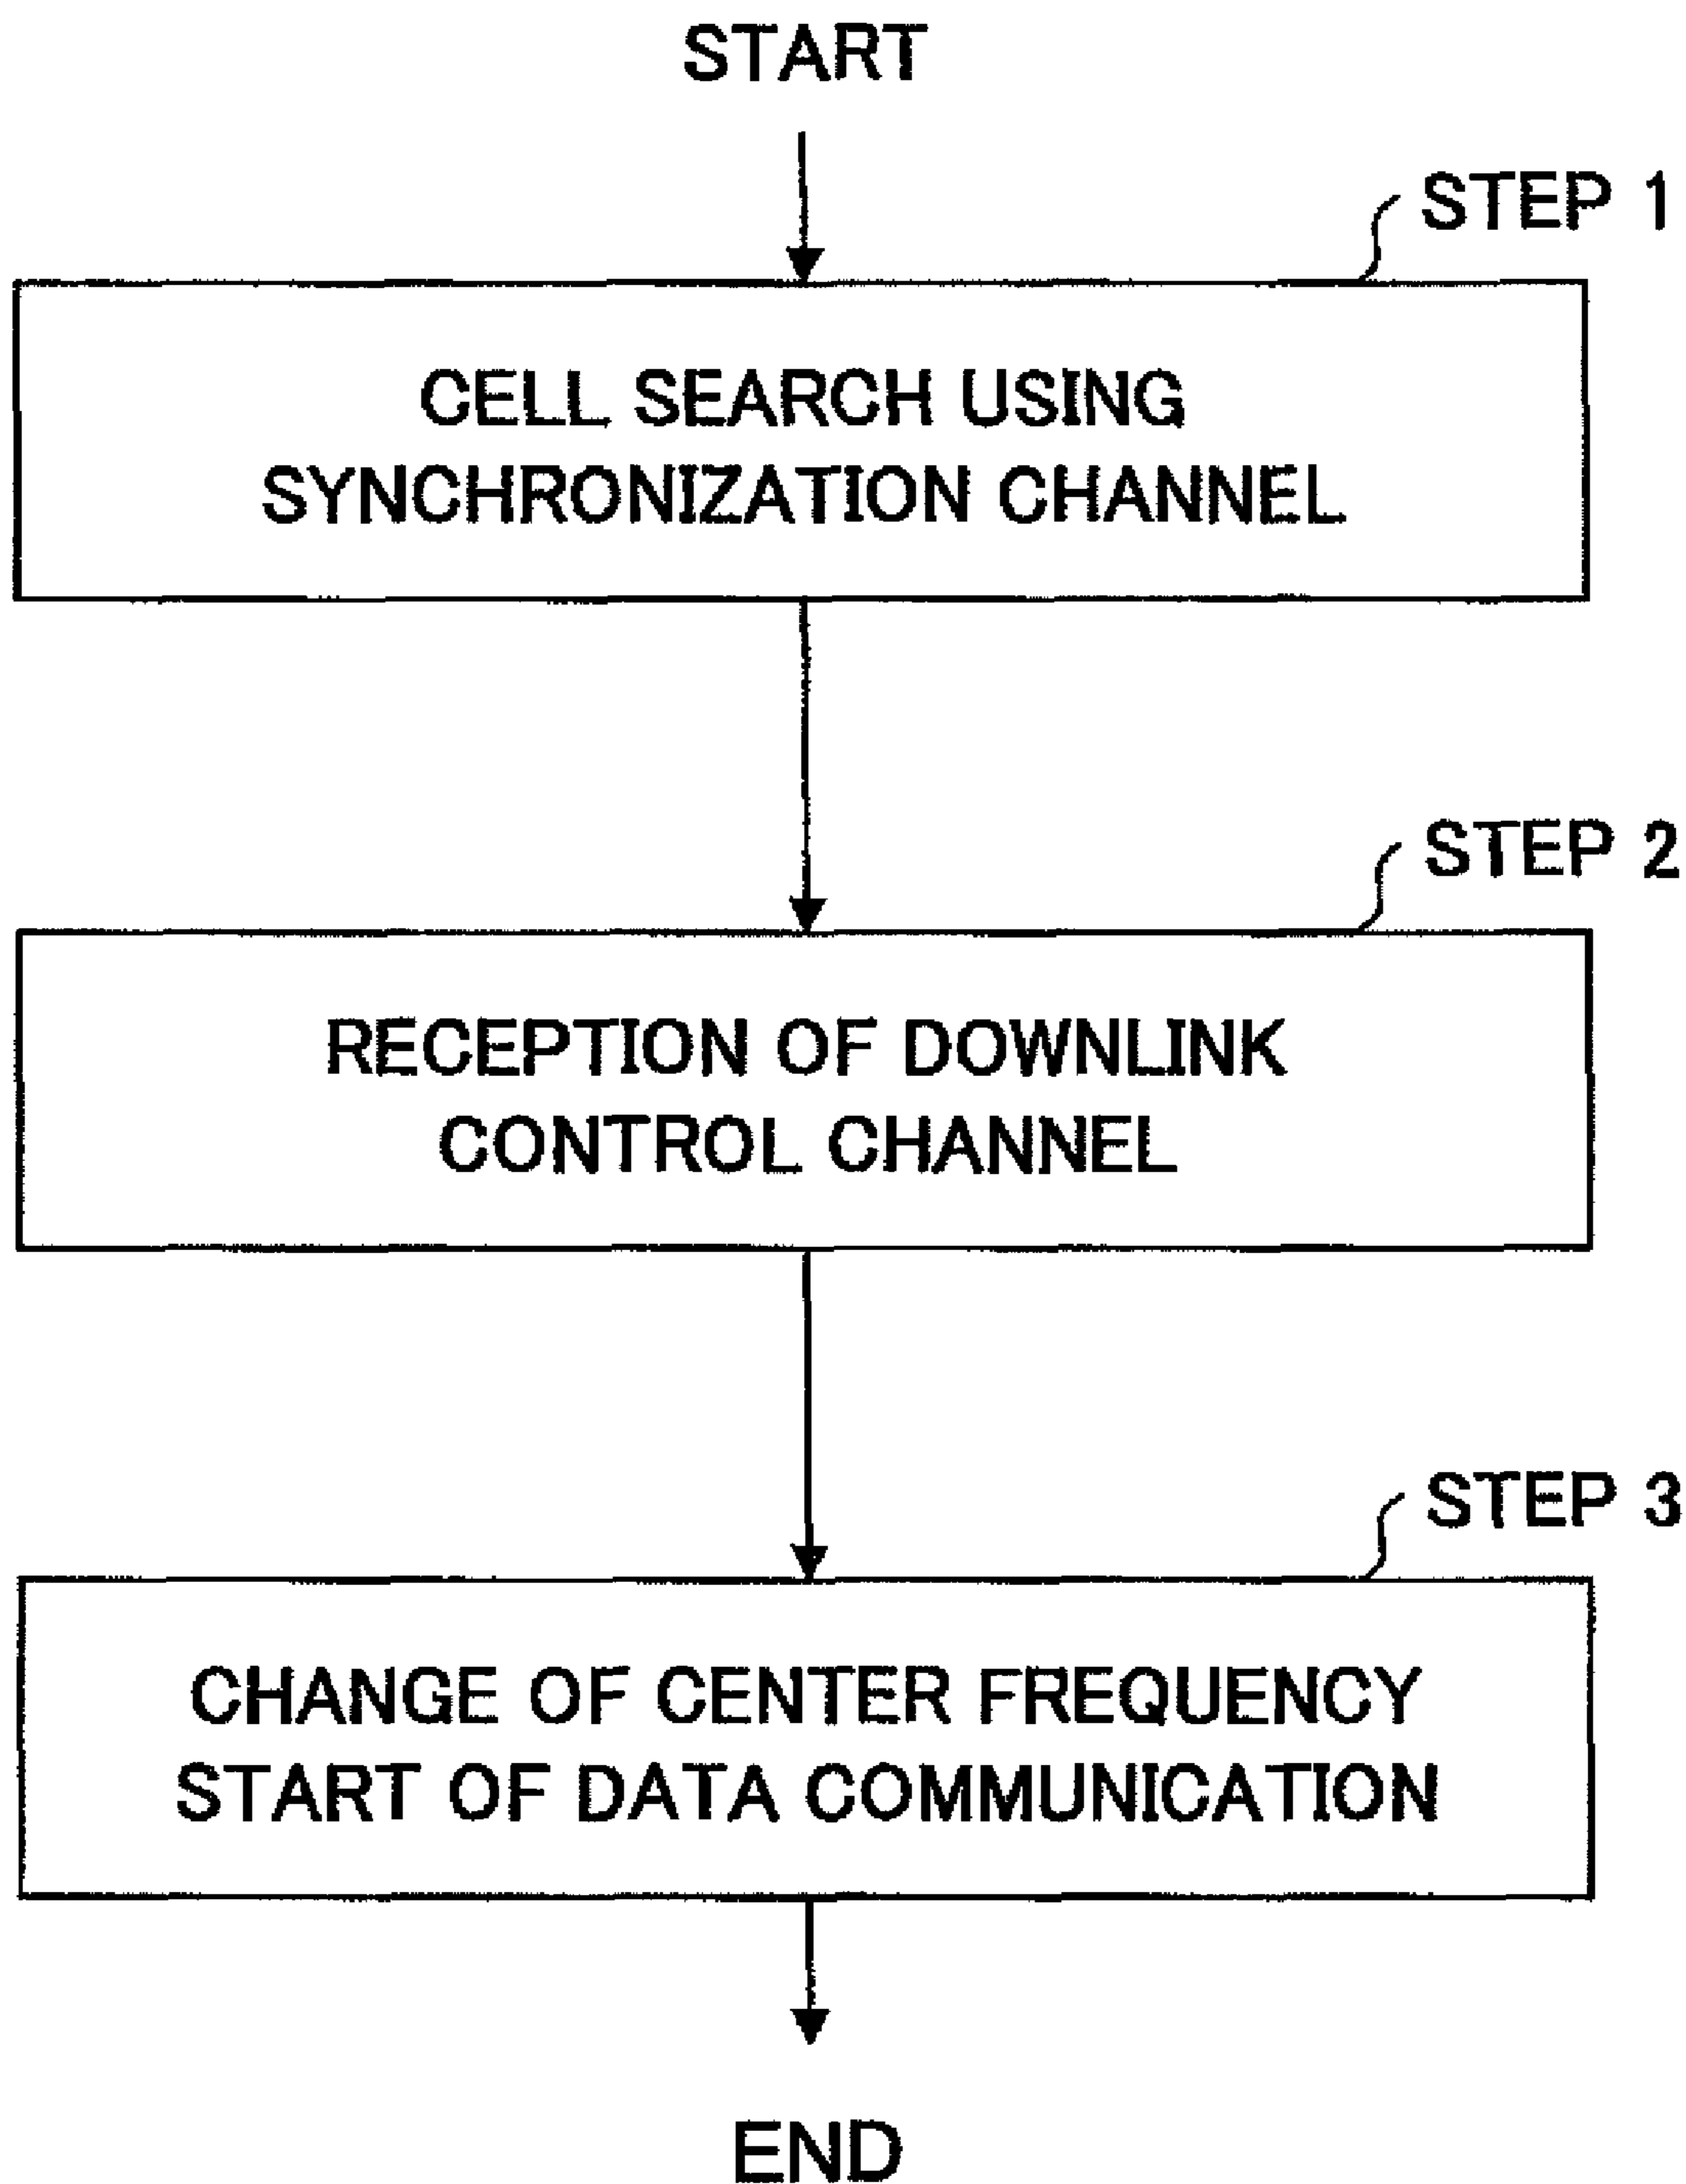 START
STEP 1
CELL SEARCH USING
SYNCHRONIZATION CHANNEL
STEP 2
RECEPTION OF DOWNLINK
CONTROL CHANNEL
STEP 3
CHANGE OF CENTER FREQUENCY
START OF DATA COMMUNICATION
END